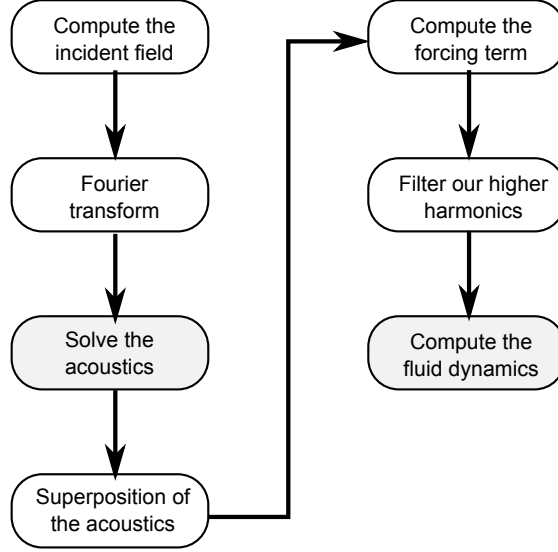 Compute the
incident field
Fourier
transform
Solve the
acoustics
Superposition of
the acoustics
Compute the
forcing term
Filter our higher
harmonics
Compute the
fluid dynamics